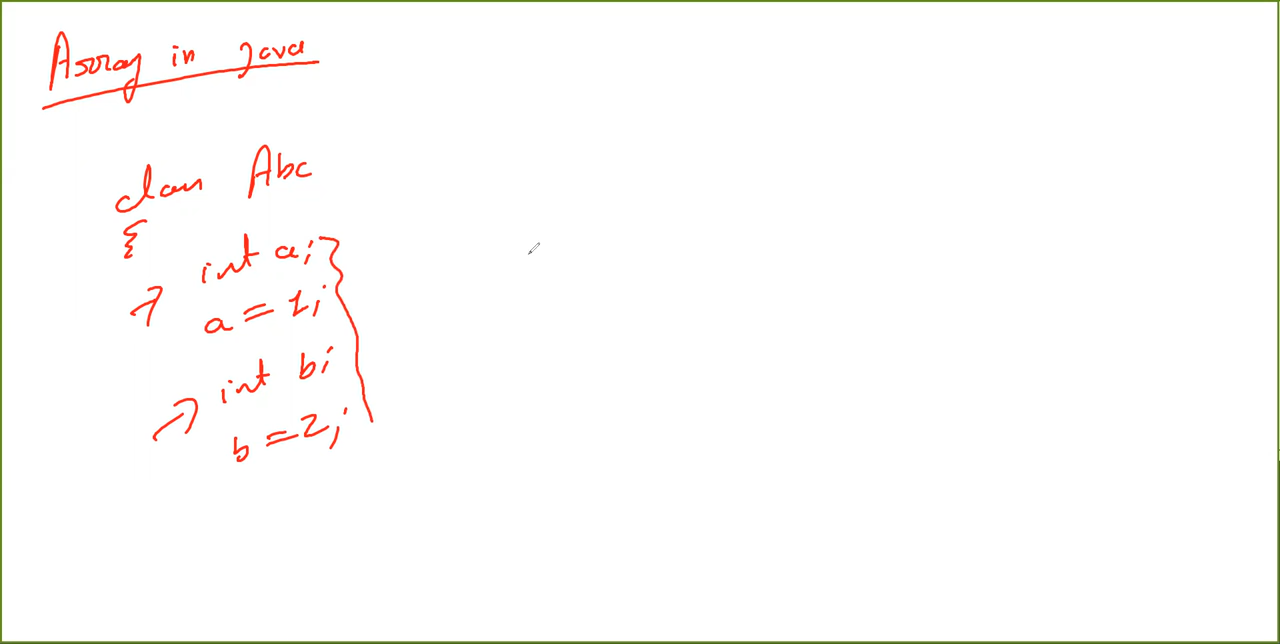 Array in Java
class Abc
{
int a;
a = 1;
int b;
b = 2;